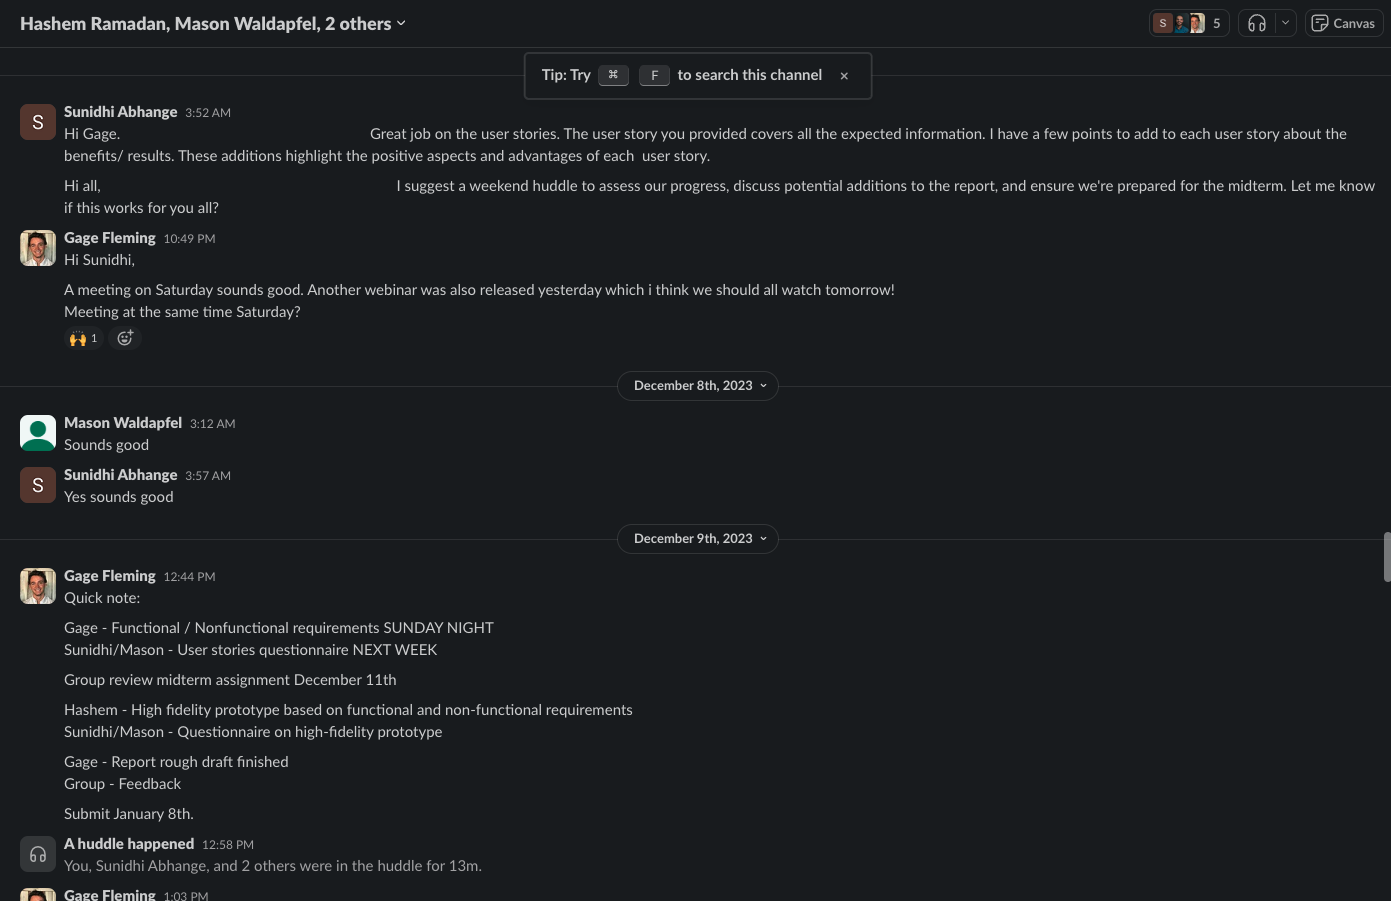 Hashem Ramadan, Mason Waldapfel, 2 others
S 5 Canvas
Tip: Try ⌘ F to search this channel ×
S
Sunidhi Abhange 3:52 AM
Hi Gage. Great job on the user stories. The user story you provided covers all the expected information. I have a few points to add to each user story about the
benefits/ results. These additions highlight the positive aspects and advantages of each  user story.
Hi all, I suggest a weekend huddle to assess our progress, discuss potential additions to the report, and ensure we're prepared for the midterm. Let me know
if this works for you all?
Gage Fleming 10:49 PM
Hi Sunidhi,
A meeting on Saturday sounds good. Another webinar was also released yesterday which i think we should all watch tomorrow!
Meeting at the same time Saturday?
🙌 1
December 8th, 2023
Mason Waldapfel 3:12 AM
Sounds good
S
Sunidhi Abhange 3:57 AM
Yes sounds good
December 9th, 2023
Gage Fleming 12:44 PM
Quick note:
Gage - Functional / Nonfunctional requirements SUNDAY NIGHT
Sunidhi/Mason - User stories questionnaire NEXT WEEK
Group review midterm assignment December 11th
Hashem - High fidelity prototype based on functional and non-functional requirements
Sunidhi/Mason - Questionnaire on high-fidelity prototype
Gage - Report rough draft finished
Group - Feedback
Submit January 8th.
A huddle happened 12:58 PM
You, Sunidhi Abhange, and 2 others were in the huddle for 13m.
Gage Fleming 1:03 PM